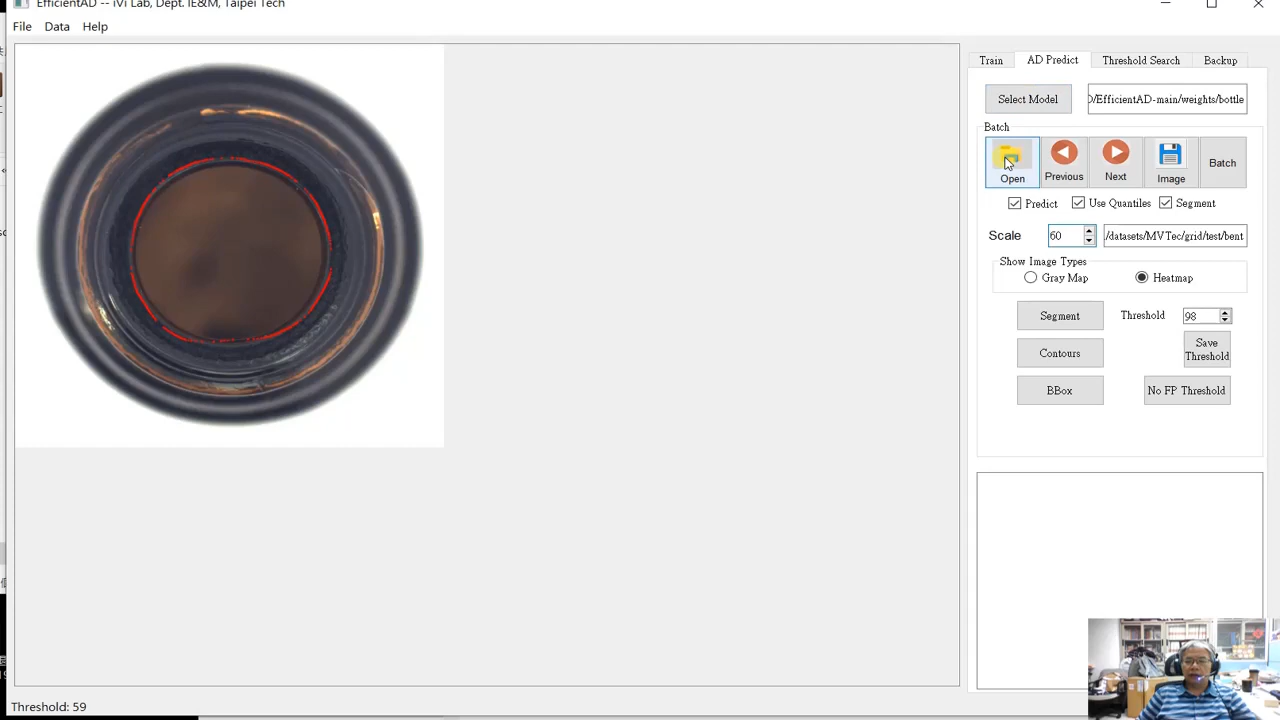 EfficientAD -- iVi Lab, Dept. IE&M, Taipei Tech
File Data Help
Train AD Predict Threshold Search Backup
Select Model
)/EfficientAD-main/weights/bottle
Batch
Open Previous Next Image Batch
Predict Use Quantiles Segment
Scale 60 /datasets/MVTec/grid/test/bent
Show Image Types
Gray Map Heatmap
Segment Threshold 98
Contours Save Threshold
BBox No FP Threshold
Threshold: 59